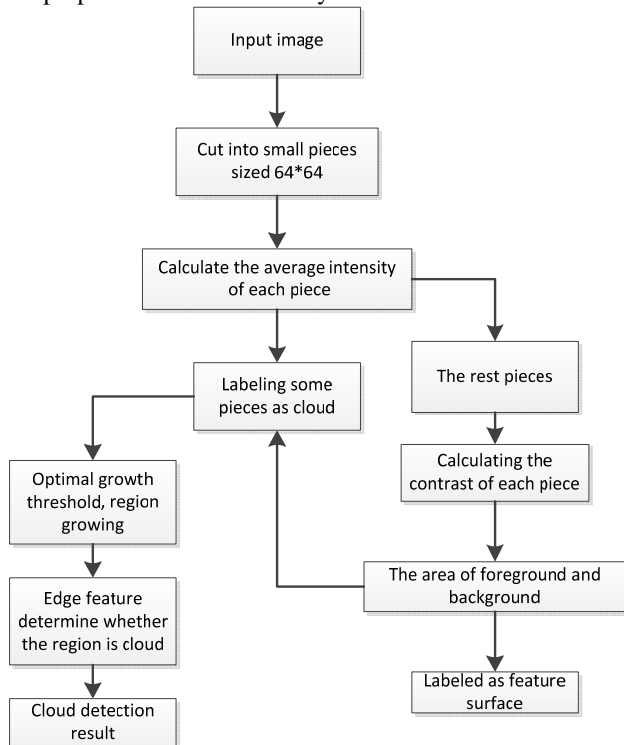 Input image
Cut into small pieces
sized 64*64
Calculate the average intensity
of each piece
Labeling some
pieces as cloud
The rest pieces
Calculating the
contrast of each piece
Optimal growth
threshold, region
growing
The area of foreground and
background
Edge feature
determine whether
the region is cloud
Labeled as feature
surface
Cloud detection
result